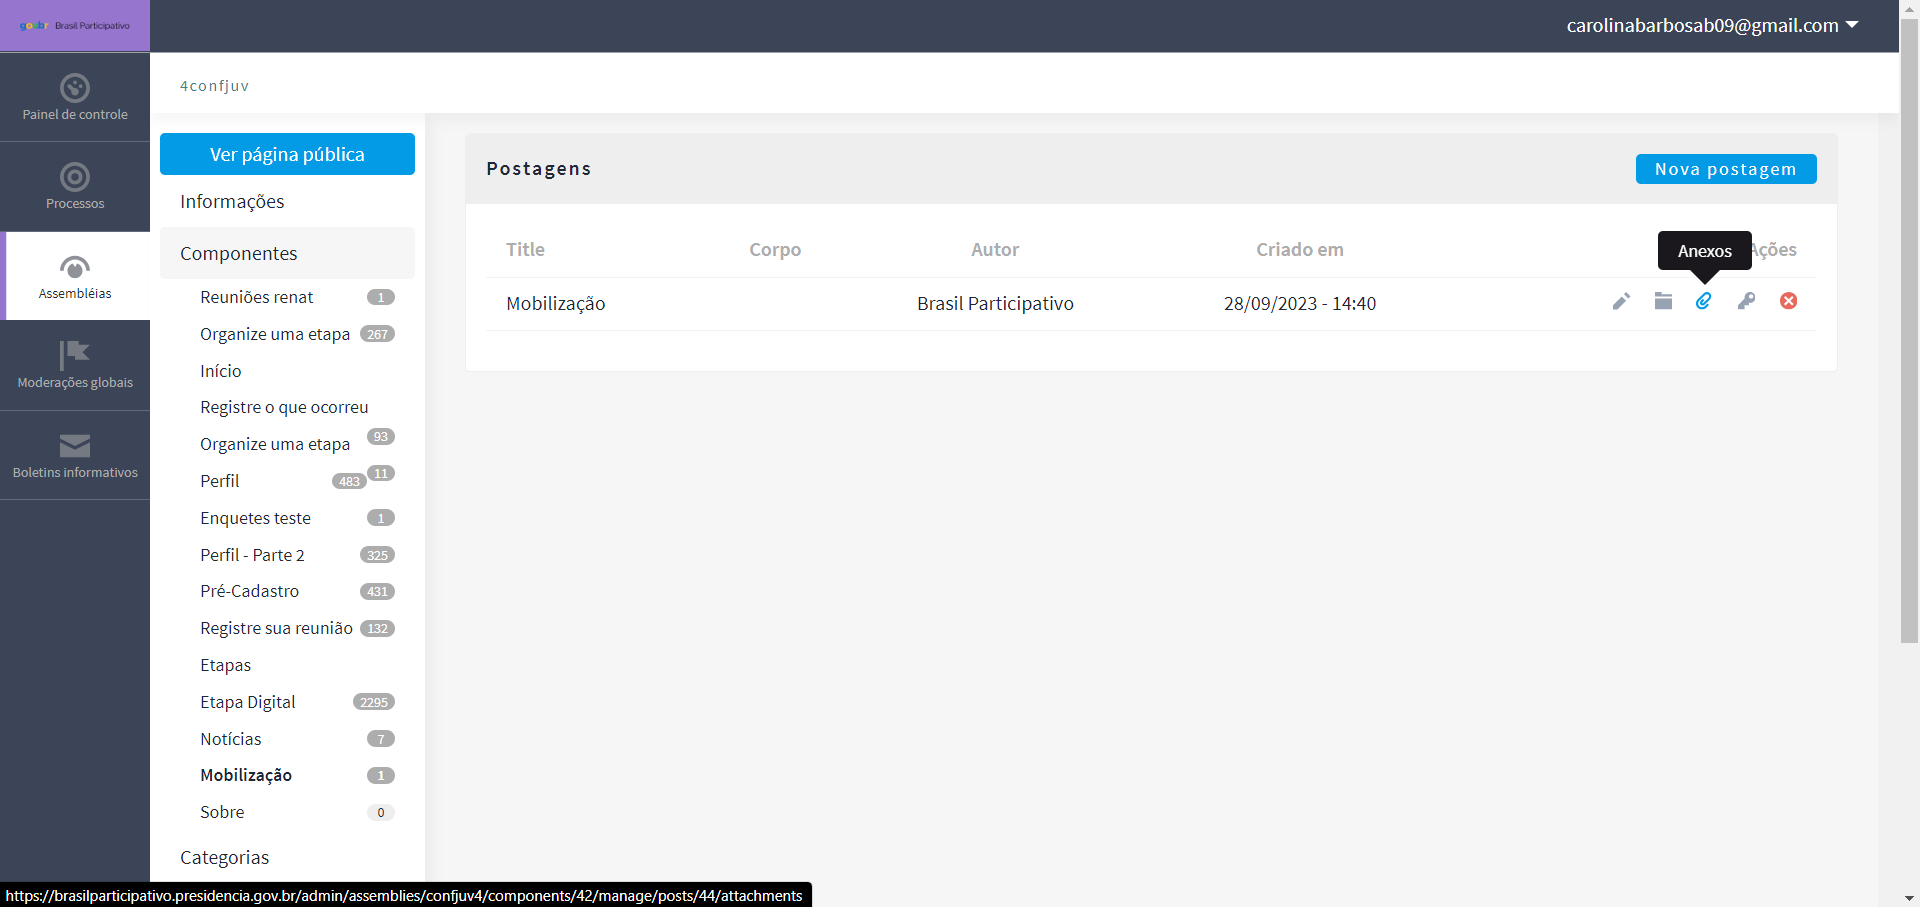 gov.br Brasil Participativo
carolinabarbosab09@gmail.com
Painel de controle
Processos
Assembléias
Moderações globais
Boletins informativos
4confjuv
Ver página pública
Informações
Componentes
Reuniões renat 1
Organize uma etapa 267
Início
Registre o que ocorreu
Organize uma etapa 93
Perfil 483 11
Enquetes teste 1
Perfil - Parte 2 325
Pré-Cadastro 431
Registre sua reunião 132
Etapas
Etapa Digital 2295
Notícias 7
Mobilização 1
Sobre 0
Categorias
Postagens
Nova postagem
Title Corpo Autor Criado em Ações
Anexos
Mobilização Brasil Participativo 28/09/2023 - 14:40
https://brasilparticipativo.presidencia.gov.br/admin/assemblies/confjuv4/components/42/manage/posts/44/attachments